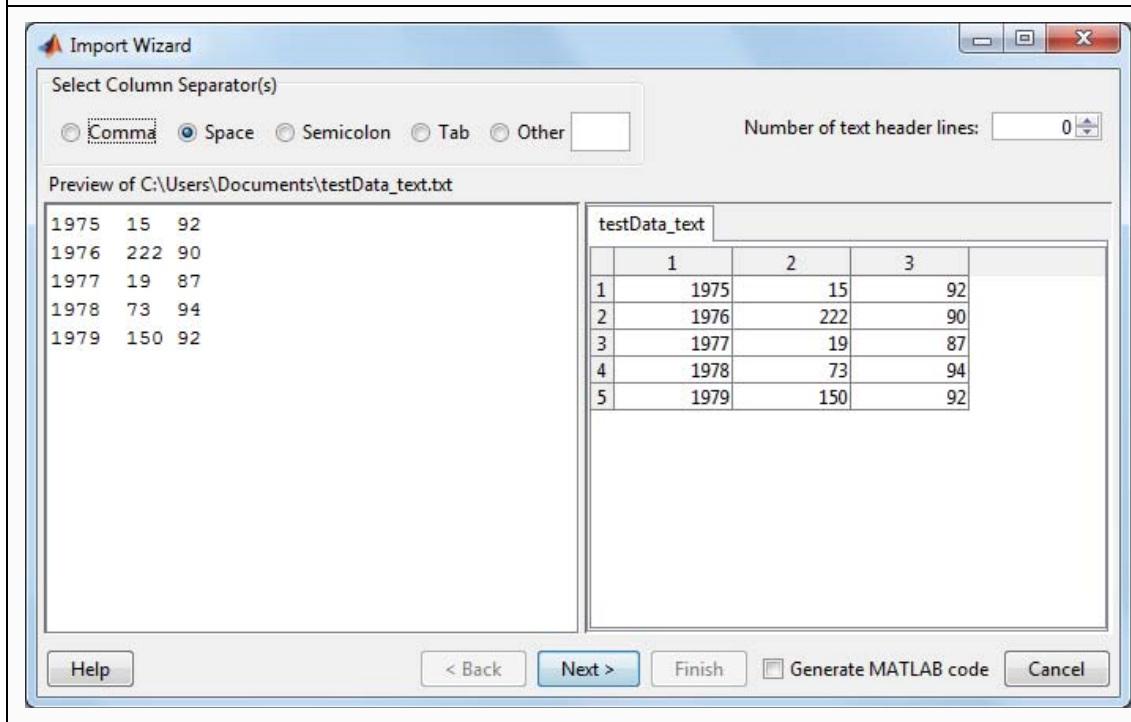 Import Wizard
Select Column Separator(s)
Comma Space Semicolon Tab Other
Number of text header lines: 0
Preview of C:\Users\Documents\testData_text.txt
1975 15 92
1976 222 90
1977 19 87
1978 73 94
1979 150 92
testData_text
1 2 3
1 1975 15 92
2 1976 222 90
3 1977 19 87
4 1978 73 94
5 1979 150 92
Help < Back Next > Finish Generate MATLAB code Cancel